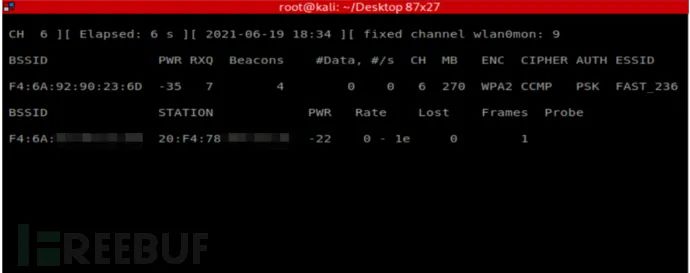 root@kali: ~/Desktop 87x27
CH  6 ][ Elapsed: 6 s ][ 2021-06-19 18:34 ][ fixed channel wlan0mon: 9
BSSID              PWR RXQ  Beacons    #Data, #/s  CH  MB   ENC  CIPHER AUTH ESSID
F4:6A:92:90:23:6D  -35   7        4        0    0   6  270  WPA2 CCMP   PSK  FAST_236
BSSID              STATION            PWR   Rate    Lost    Frames  Probe
F4:6A:             20:F4:78           -22    0 - 1e     0        1
FREEBUF